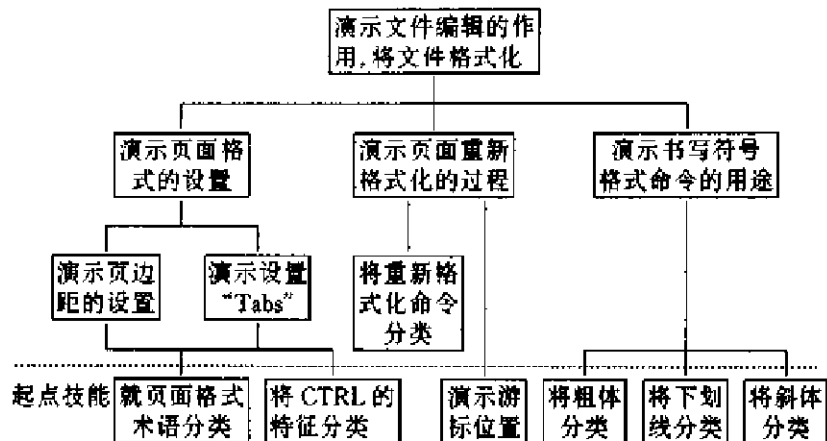 演示文件编辑的作
用,将文件格式化
演示页面格
式的设置
演示页面重新
格式化的过程
演示书写符号
格式命令的用途
演示页边
距的设置
演示设置
“Tabs”
将重新格
式化命令
分类
起点技能
就页面格式
术语分类
将 CTRL 的
特征分类
演示游
标位置
将粗体
分类
将下划
线分类
将斜体
分类